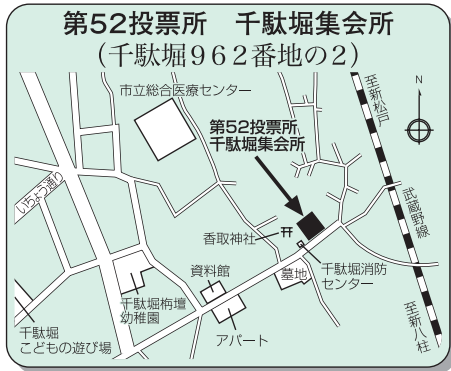 第52投票所　千駄堀集会所
（千駄堀９６２番地の２）
市立総合医療センター
至新松戸
N
第52投票所
千駄堀集会所
いちょう通り
武蔵野線
香取神社
千駄堀消防
センター
資料館
墓地
千駄堀栴壇
幼稚園
アパート
千駄堀
こどもの遊び場
至新八柱